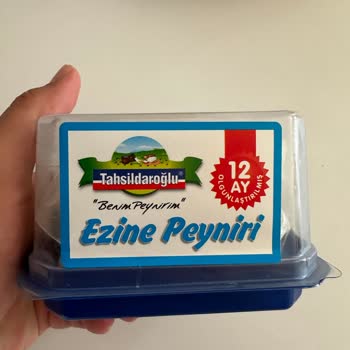 Tahsildaroğlu
"Benim Peynirim"
Ezine Peyniri
12
AY
OLGUNLAŞTIRILMIŞ